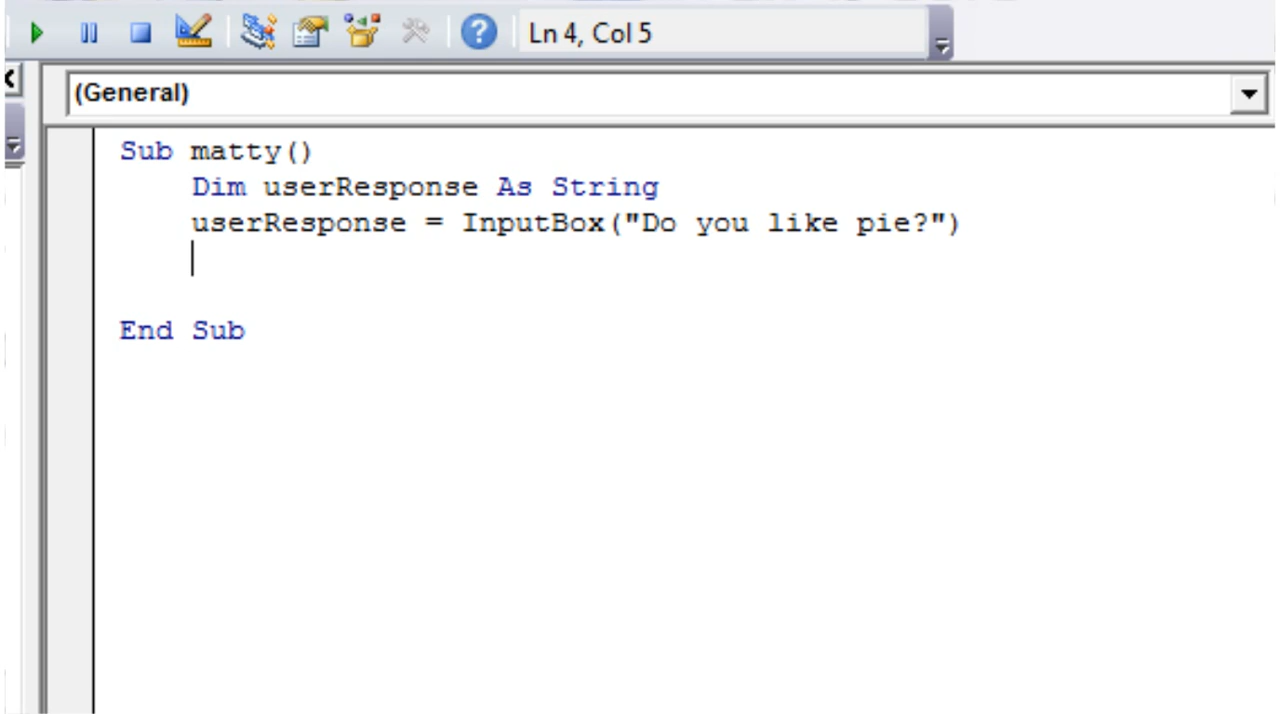 Ln 4, Col 5
(General)
Sub matty()
    Dim userResponse As String
    userResponse = InputBox("Do you like pie?")
End Sub